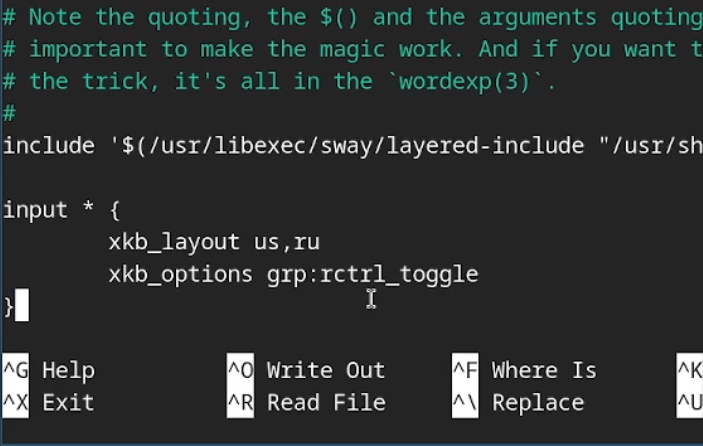 # Note the quoting, the $() and the arguments quoting
# important to make the magic work. And if you want t
# the trick, it's all in the `wordexp(3)`.
#
include '$(/usr/libexec/sway/layered-include "/usr/sh
input * {
xkb_layout us,ru
xkb_options grp:rctrl_toggle
}
^G Help ^O Write Out ^F Where Is ^K
^X Exit ^R Read File ^\ Replace ^U